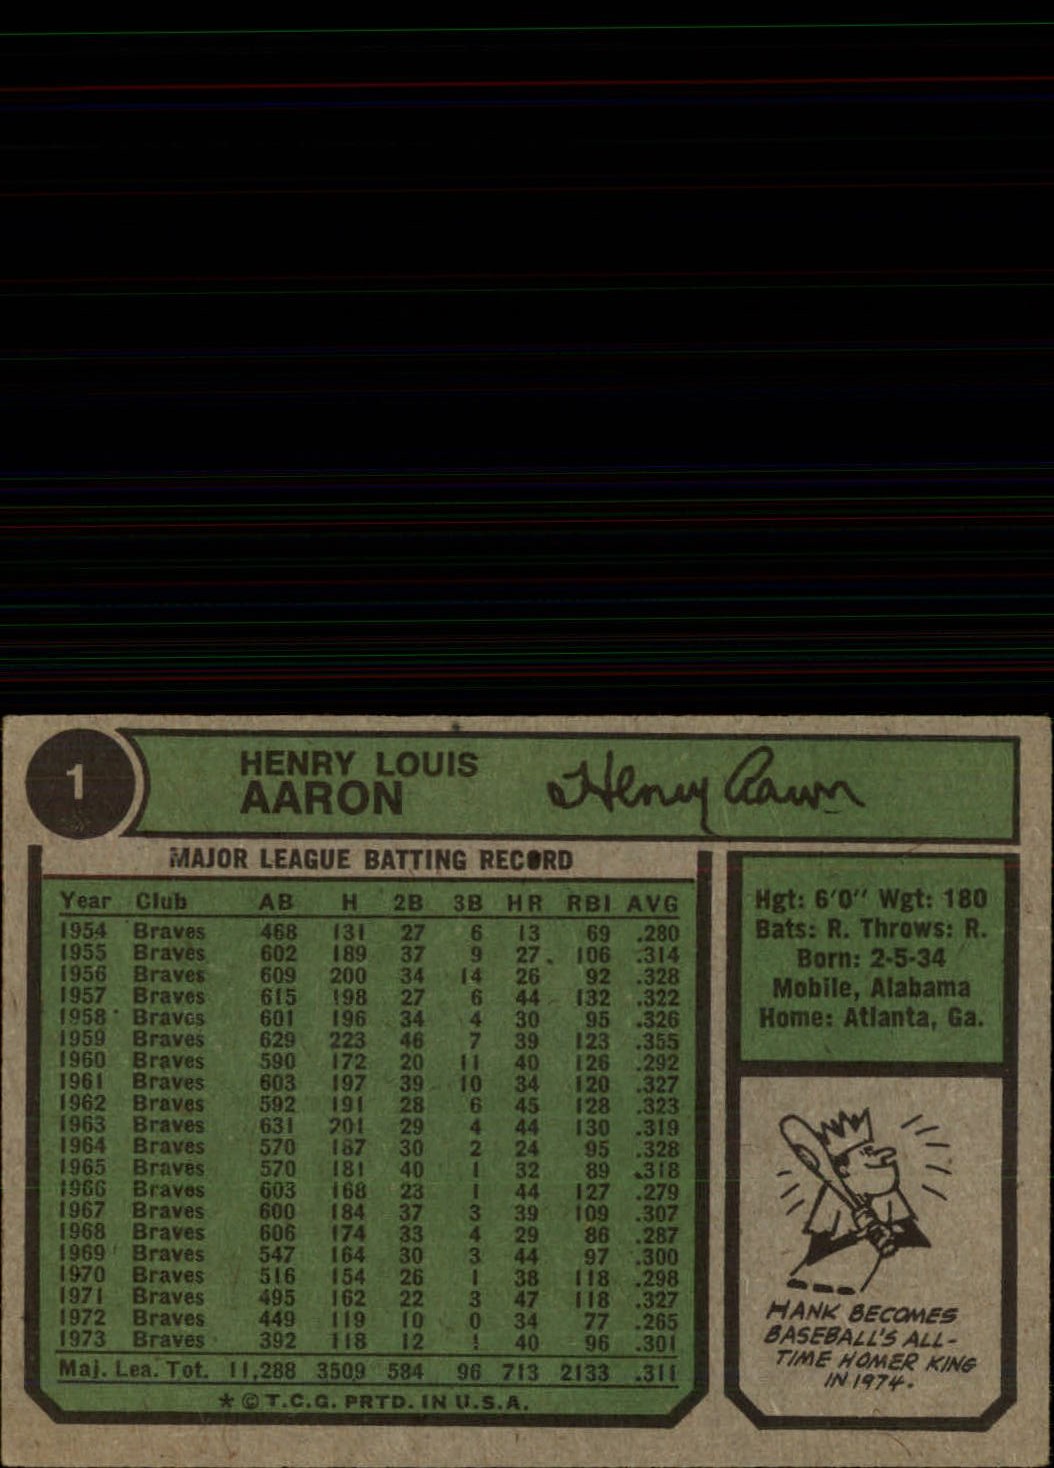 1
HENRY LOUIS
AARON
Henry Aaron
MAJOR LEAGUE BATTING RECORD
Year Club AB H 2B 3B HR RBI AVG
1954 Braves 468 131 27 6 13 69 .280
1955 Braves 602 189 37 9 27 106 .314
1956 Braves 609 200 34 14 26 92 .328
1957 Braves 615 198 27 6 44 132 .322
1958 Braves 601 196 34 4 30 95 .326
1959 Braves 629 223 46 7 39 123 .355
1960 Braves 590 172 20 11 40 126 .292
1961 Braves 603 197 39 10 34 120 .327
1962 Braves 592 191 28 6 45 128 .323
1963 Braves 631 201 29 4 44 130 .319
1964 Braves 570 187 30 2 24 95 .328
1965 Braves 570 181 40 1 32 89 .318
1966 Braves 603 168 23 1 44 127 .279
1967 Braves 600 184 37 3 39 109 .307
1968 Braves 606 174 33 4 29 86 .287
1969 Braves 547 164 30 3 44 97 .300
1970 Braves 516 154 26 1 38 118 .298
1971 Braves 495 162 22 3 47 118 .327
1972 Braves 449 119 10 0 34 77 .265
1973 Braves 392 118 12 1 40 96 .301
Maj. Lea. Tot. 11,288 3509 584 96 713 2133 .311
* © T.C.G. PRTD. IN U.S.A.
Hgt: 6'0" Wgt: 180
Bats: R. Throws: R.
Born: 2-5-34
Mobile, Alabama
Home: Atlanta, Ga.
HANK BECOMES
BASEBALL'S ALL-
TIME HOMER KING
IN 1974.